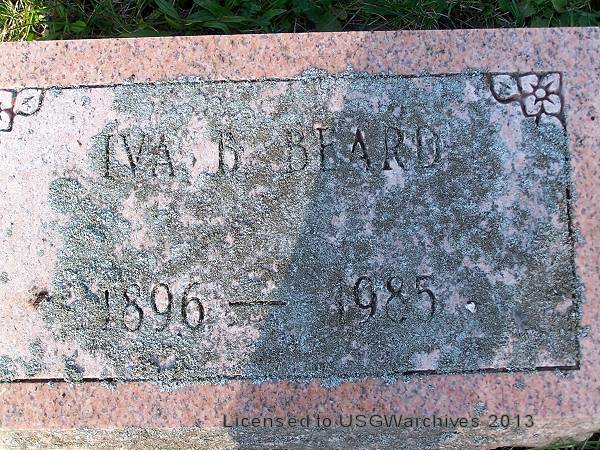 IVA B BEARD
1896 — 1985
Licensed to USGWarchives 2013